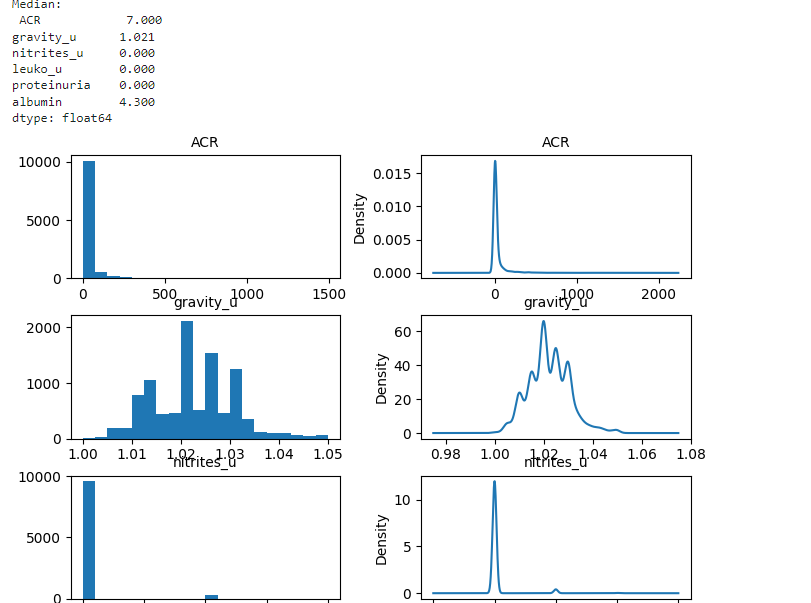 Median:
ACR 7.000
gravity_u 1.021
nitrites_u 0.000
leuko_u 0.000
proteinuria 0.000
albumin 4.300
dtype: float64
ACR
10000
5000
0
0 500 1000 1500
ACR
Density
0.015
0.010
0.005
0.000
0 1000 2000
gravity_u
2000
1000
0
1.00 1.01 1.02 1.03 1.04 1.05
gravity_u
Density
60
40
20
0
0.98 1.00 1.02 1.04 1.06 1.08
nitrites_u
10000
5000
0
nitrites_u
Density
10
5
0